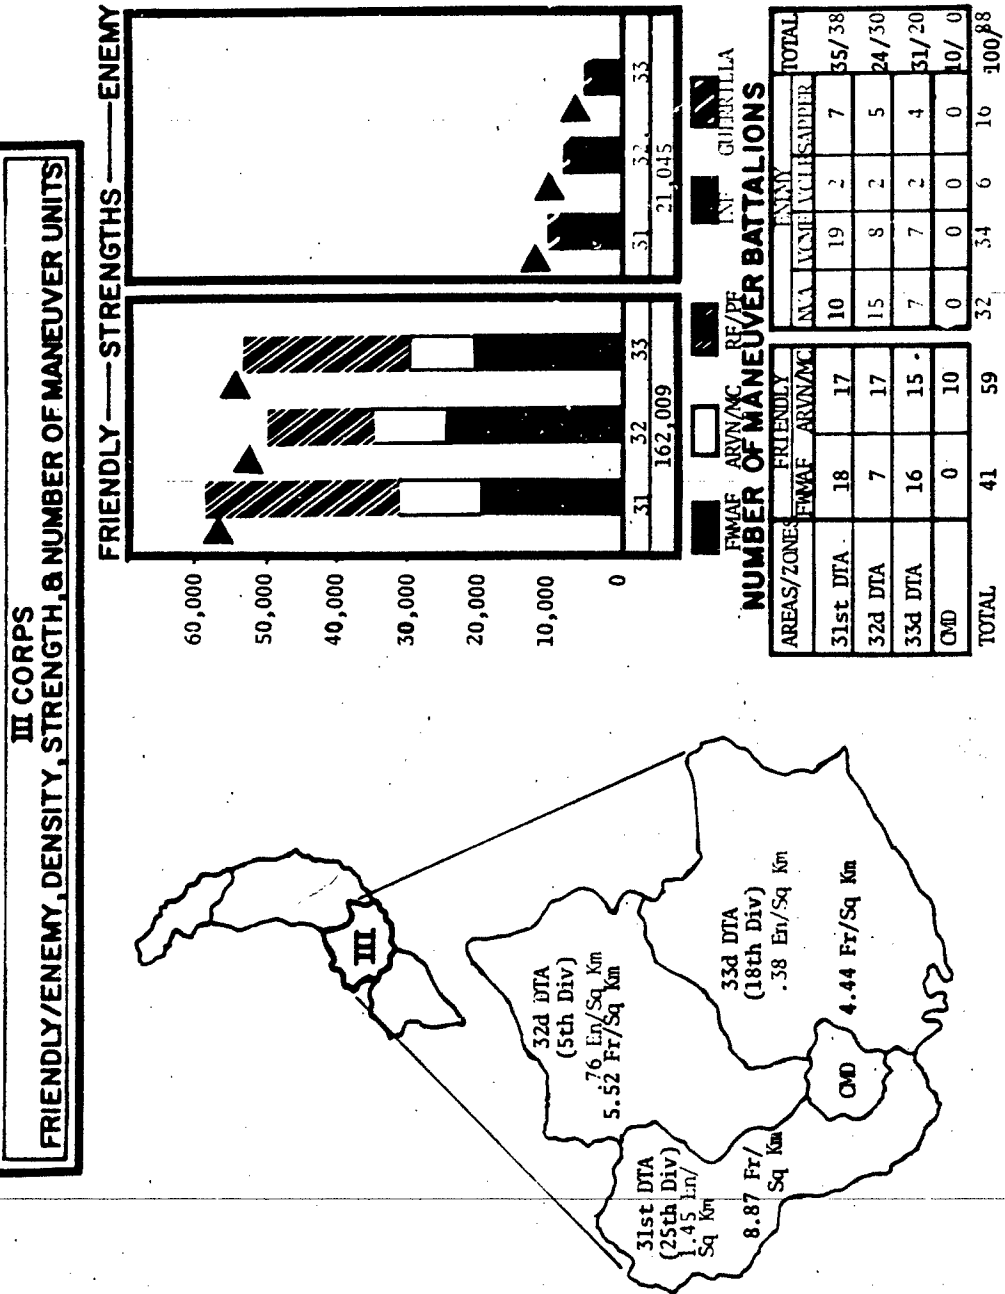 III CORPS
FRIENDLY/ENEMY, DENSITY, STRENGTH, & NUMBER OF MANEUVER UNITS
III
32d DTA
(5th Div)
.76 En/Sq Km
5.52 Fr/Sq Km
31st DTA
(25th Div)
1.45 En/
Sq Km
8.87 Fr/
Sq Km
33d DTA
(18th Div)
.38 En/Sq Km
4.44 Fr/Sq Km
CMD
FRIENDLY — STRENGTHS — ENEMY
60,000
50,000
40,000
30,000
20,000
10,000
0
31 32 33
162,009
31 32 33
21,045
FWMAF ARVN/MC RF/PF INF GUERRILLA
NUMBER OF MANEUVER BATTALIONS
AREAS/ZONES FRIENDLY ENEMY TOTAL
FWMAF ARVN/MC NVA VCMF VCLF SAPPER
31st DTA 18 17 10 19 2 7 35/38
32d DTA 7 17 15 8 2 5 24/30
33d DTA 16 15 7 7 2 4 31/20
CMD 0 10 0 0 0 0 10/ 0
TOTAL 41 59 32 34 6 16 100/88